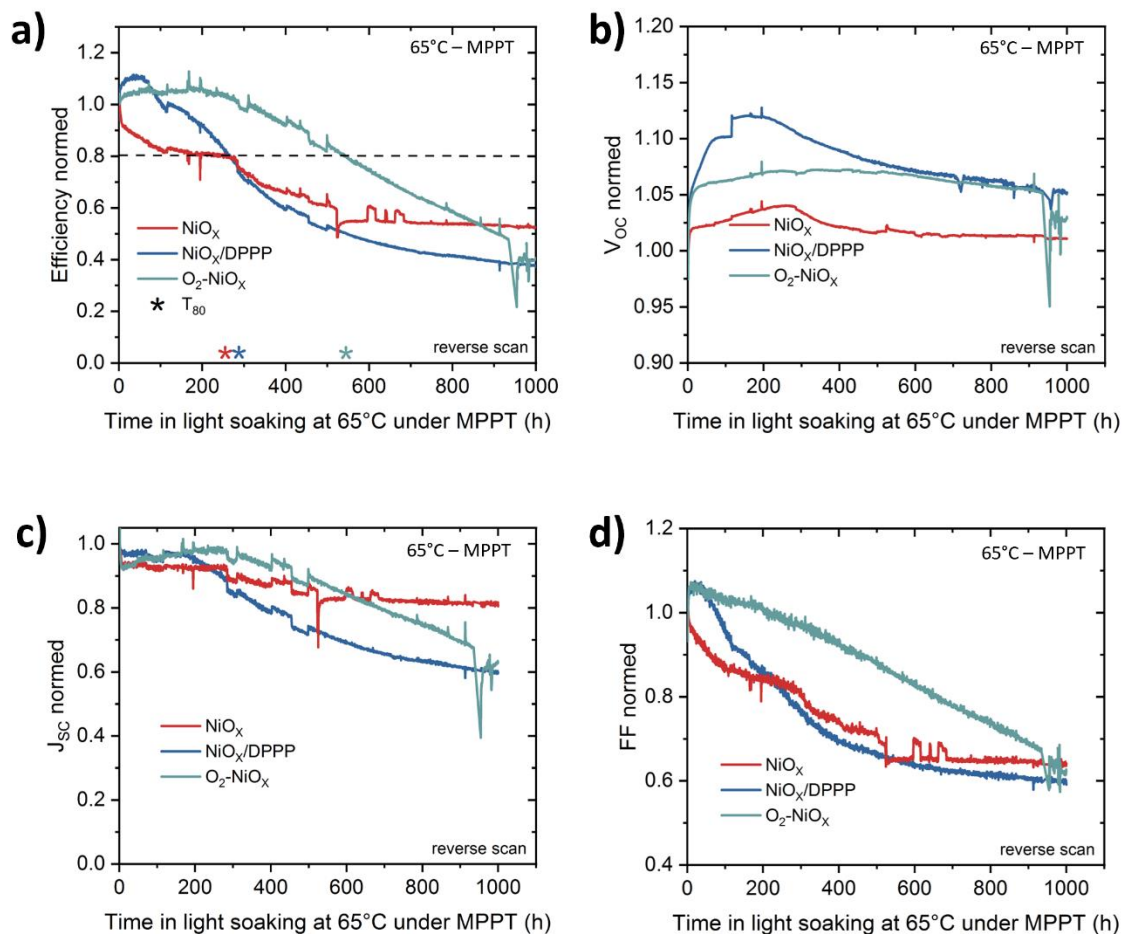 a)
65°C – MPPT
Efficiency normed
1.2
1.0
0.8
0.6
0.4
0.2
0.0
NiOX
NiOX/DPPP
O2-NiOX
* T80
reverse scan
0 200 400 600 800 1000
Time in light soaking at 65°C under MPPT (h)
b)
65°C – MPPT
VOC normed
1.20
1.15
1.10
1.05
1.00
0.95
0.90
NiOX
NiOX/DPPP
O2-NiOX
reverse scan
0 200 400 600 800 1000
Time in light soaking at 65°C under MPPT (h)
c)
65°C – MPPT
JSC normed
1.0
0.8
0.6
0.4
0.2
0.0
NiOX
NiOX/DPPP
O2-NiOX
reverse scan
0 200 400 600 800 1000
Time in light soaking at 65°C under MPPT (h)
d)
65°C – MPPT
FF normed
1.2
1.0
0.8
0.6
0.4
NiOX
NiOX/DPPP
O2-NiOX
reverse scan
0 200 400 600 800 1000
Time in light soaking at 65°C under MPPT (h)